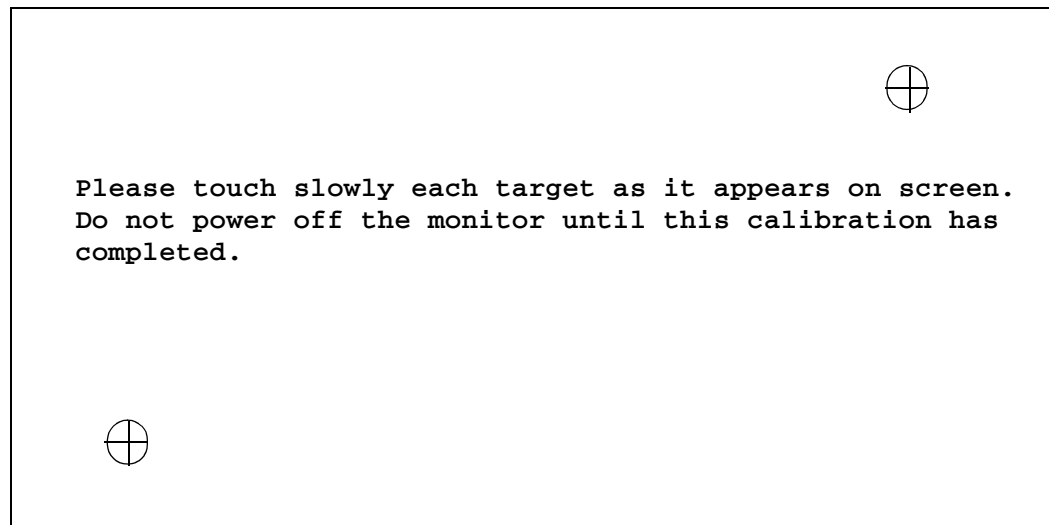 Please touch slowly each target as it appears on screen.
Do not power off the monitor until this calibration has
completed.